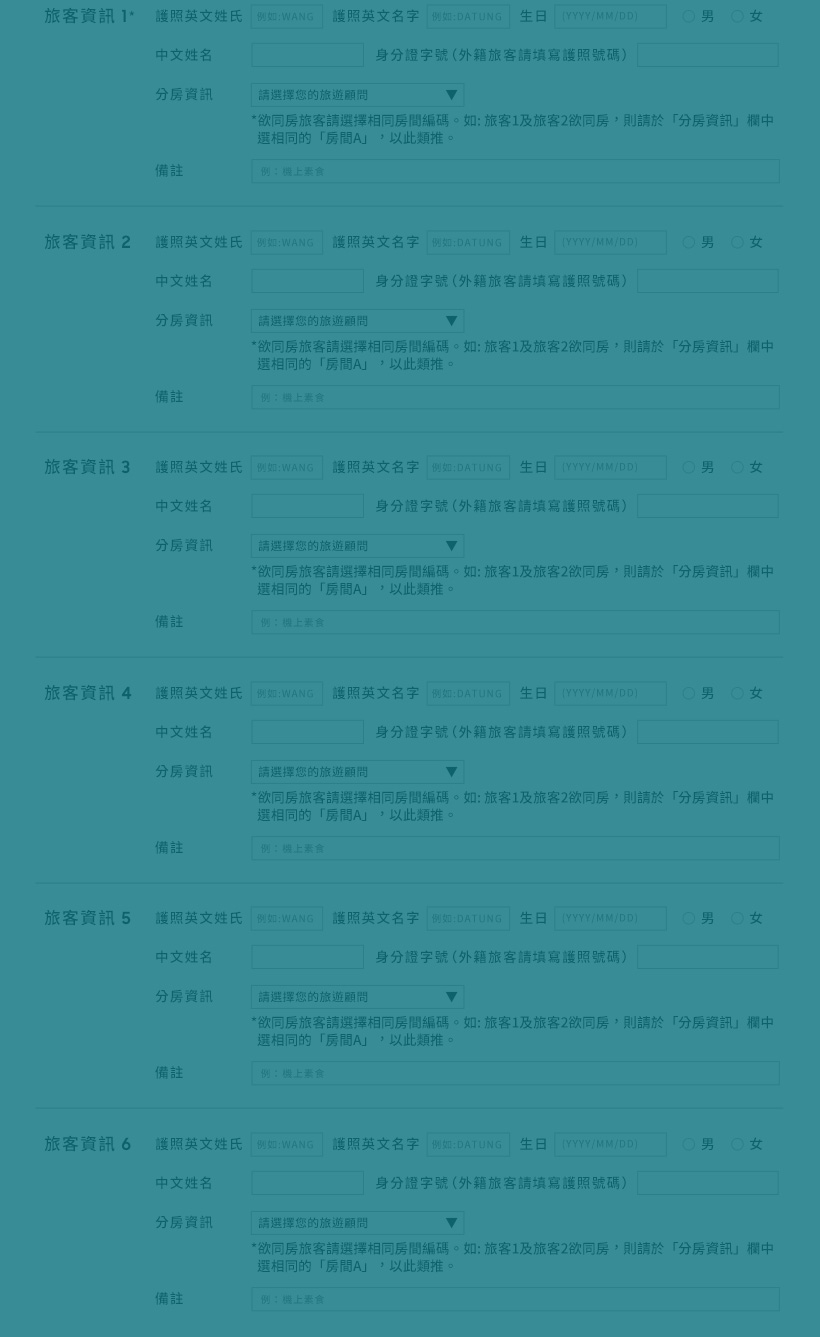 旅客資訊 1* 護照英文姓氏 例如:WANG 護照英文名字 例如:DATUNG 生日 (YYYY/MM/DD) 男 女
中文姓名 身分證字號(外籍旅客請填寫護照號碼)
分房資訊 請選擇您的旅遊顧問 ▼
*欲同房旅客請選擇相同房間編碼。如: 旅客1及旅客2欲同房，則請於「分房資訊」欄中
選相同的「房間A」，以此類推。
備註 例：機上素食
旅客資訊 2 護照英文姓氏 例如:WANG 護照英文名字 例如:DATUNG 生日 (YYYY/MM/DD) 男 女
中文姓名 身分證字號(外籍旅客請填寫護照號碼)
分房資訊 請選擇您的旅遊顧問 ▼
*欲同房旅客請選擇相同房間編碼。如: 旅客1及旅客2欲同房，則請於「分房資訊」欄中
選相同的「房間A」，以此類推。
備註 例：機上素食
旅客資訊 3 護照英文姓氏 例如:WANG 護照英文名字 例如:DATUNG 生日 (YYYY/MM/DD) 男 女
中文姓名 身分證字號(外籍旅客請填寫護照號碼)
分房資訊 請選擇您的旅遊顧問 ▼
*欲同房旅客請選擇相同房間編碼。如: 旅客1及旅客2欲同房，則請於「分房資訊」欄中
選相同的「房間A」，以此類推。
備註 例：機上素食
旅客資訊 4 護照英文姓氏 例如:WANG 護照英文名字 例如:DATUNG 生日 (YYYY/MM/DD) 男 女
中文姓名 身分證字號(外籍旅客請填寫護照號碼)
分房資訊 請選擇您的旅遊顧問 ▼
*欲同房旅客請選擇相同房間編碼。如: 旅客1及旅客2欲同房，則請於「分房資訊」欄中
選相同的「房間A」，以此類推。
備註 例：機上素食
旅客資訊 5 護照英文姓氏 例如:WANG 護照英文名字 例如:DATUNG 生日 (YYYY/MM/DD) 男 女
中文姓名 身分證字號(外籍旅客請填寫護照號碼)
分房資訊 請選擇您的旅遊顧問 ▼
*欲同房旅客請選擇相同房間編碼。如: 旅客1及旅客2欲同房，則請於「分房資訊」欄中
選相同的「房間A」，以此類推。
備註 例：機上素食
旅客資訊 6 護照英文姓氏 例如:WANG 護照英文名字 例如:DATUNG 生日 (YYYY/MM/DD) 男 女
中文姓名 身分證字號(外籍旅客請填寫護照號碼)
分房資訊 請選擇您的旅遊顧問 ▼
*欲同房旅客請選擇相同房間編碼。如: 旅客1及旅客2欲同房，則請於「分房資訊」欄中
選相同的「房間A」，以此類推。
備註 例：機上素食